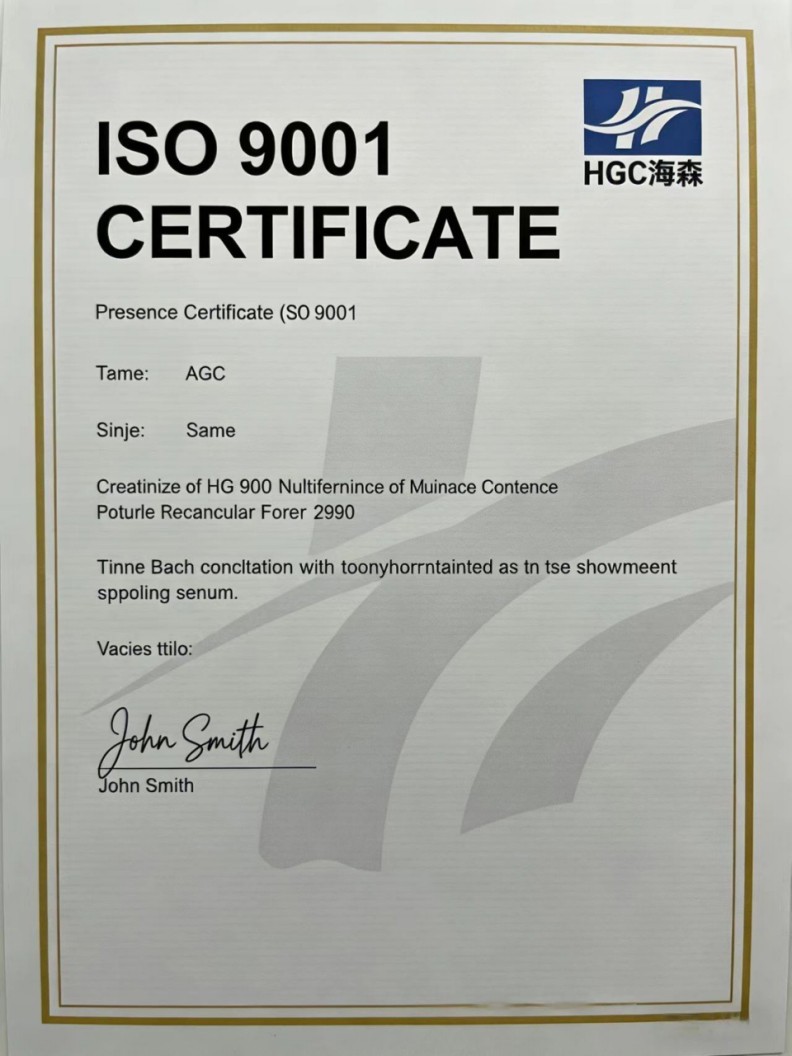 ISO 9001
CERTIFICATE
HGC海森
Presence Certificate (SO 9001
Tame: AGC
Sinje: Same
Creatinize of HG 900 Nultifernince of Muinace Contence
Poturle Recancular Forer 2990
Tinne Bach concltation with toonyhorrntainted as tn tse showmeent
sppoling senum.
Vacies ttilo:
John Smith
John Smith